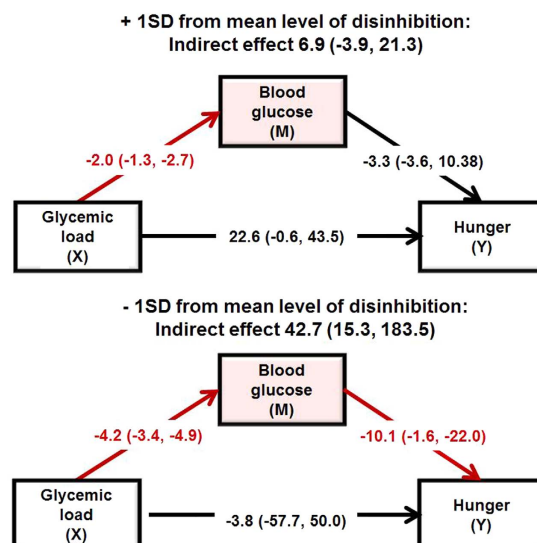 + 1SD from mean level of disinhibition:
Indirect effect 6.9 (-3.9, 21.3)
Blood
glucose
(M)
-2.0 (-1.3, -2.7)
-3.3 (-3.6, 10.38)
Glycemic
load
(X)
22.6 (-0.6, 43.5)
Hunger
(Y)
- 1SD from mean level of disinhibition:
Indirect effect 42.7 (15.3, 183.5)
Blood
glucose
(M)
-4.2 (-3.4, -4.9)
-10.1 (-1.6, -22.0)
Glycemic
load
(X)
-3.8 (-57.7, 50.0)
Hunger
(Y)